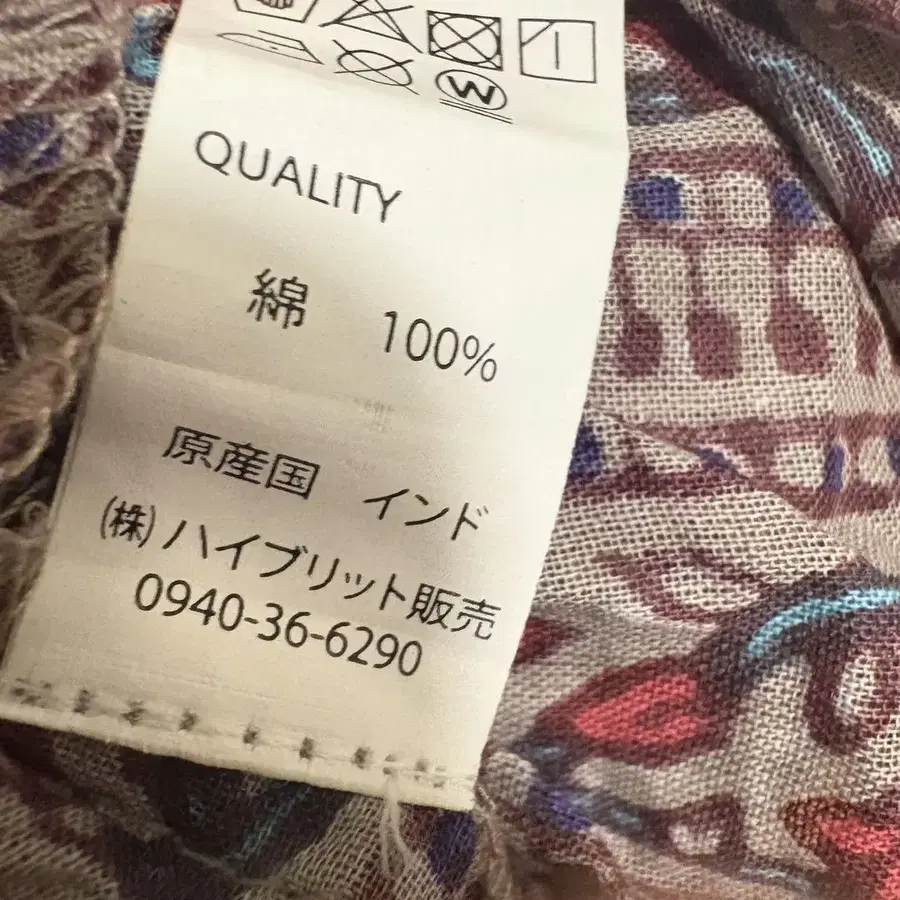 W
QUALITY
綿 100%
原産国 インド
(株)ハイブリット販売
0940-36-6290